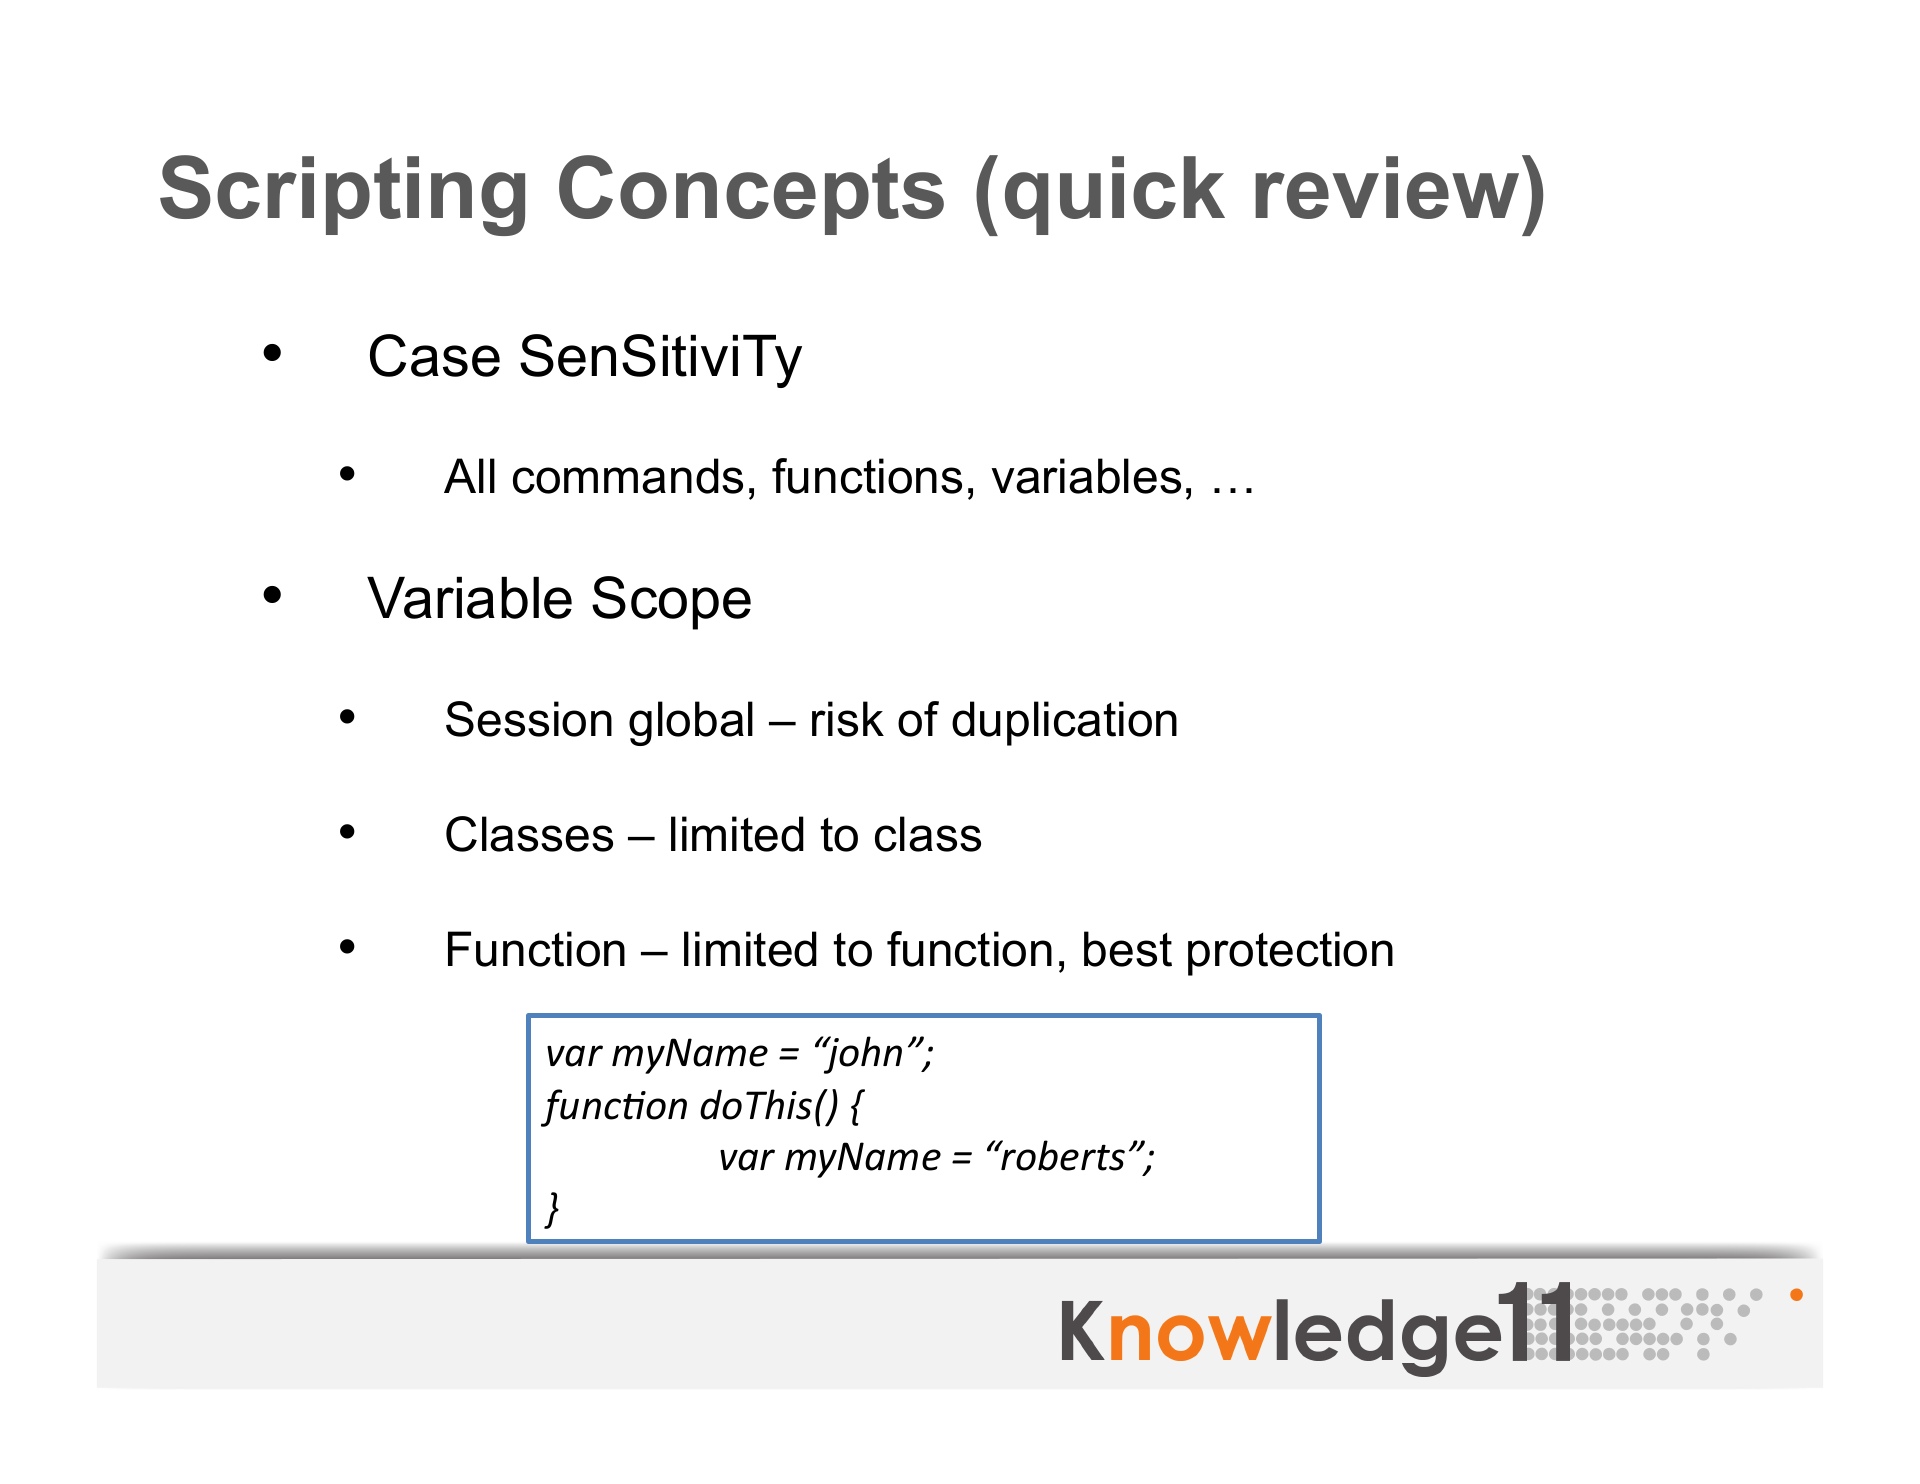 Scripting Concepts (quick review)
• Case SenSitiviTy
• All commands, functions, variables, …
• Variable Scope
• Session global – risk of duplication
• Classes – limited to class
• Function – limited to function, best protection
var myName = “john”;
function doThis() {
var myName = “roberts”;
}
Knowledge11